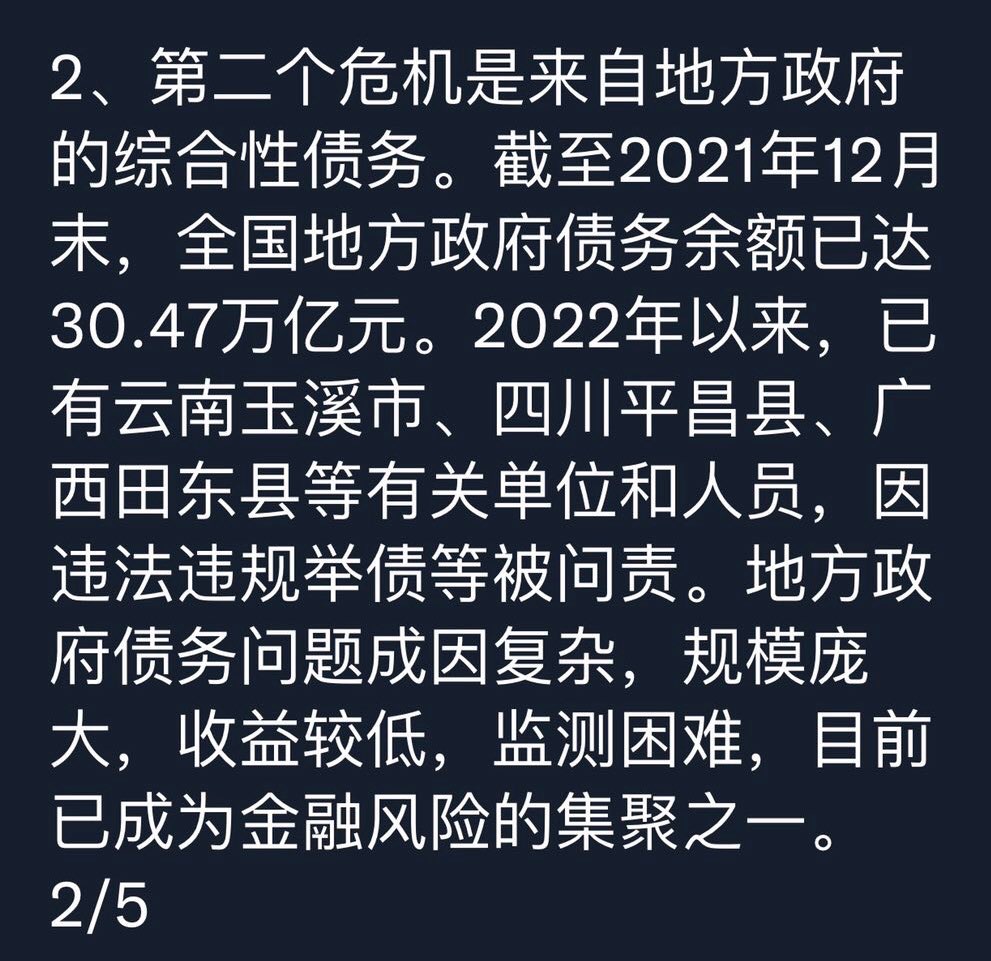 2、第二个危机是来自地方政府
的综合性债务。截至2021年12月
末，全国地方政府债务余额已达
30.47万亿元。2022年以来，已
有云南玉溪市、四川平昌县、广
西田东县等有关单位和人员，因
违法违规举债等被问责。地方政
府债务问题成因复杂，规模庞
大，收益较低，监测困难，目前
已成为金融风险的集聚之一。
2/5